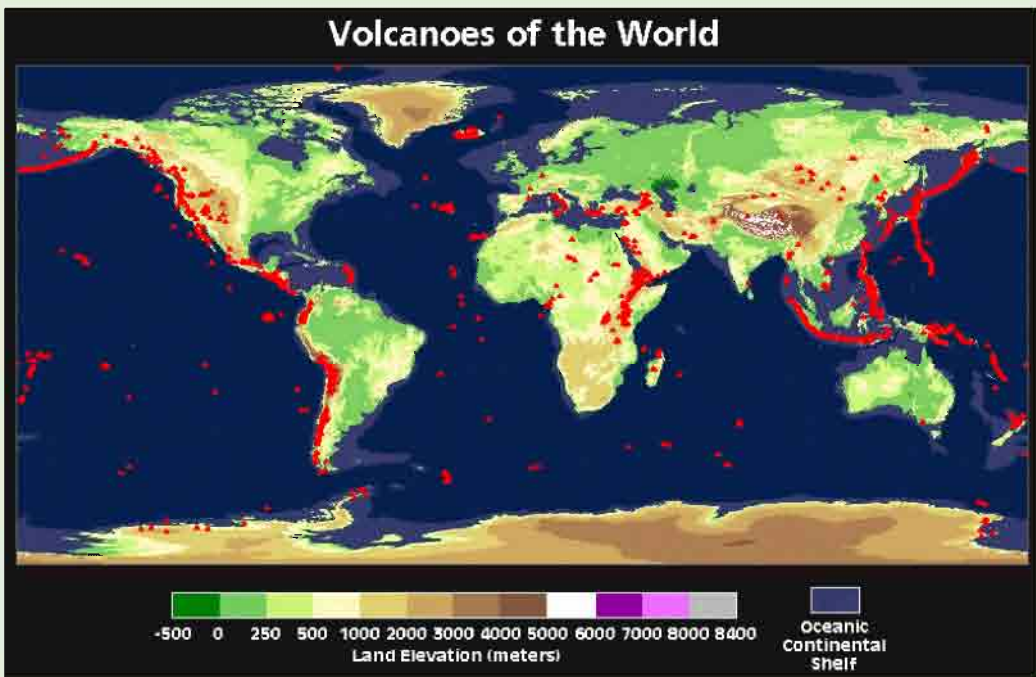 Volcanoes of the World
-500 0 250 500 1000 2000 3000 4000 5000 6000 7000 8000 8400
Land Elevation (meters)
Oceanic
Continental
Shelf